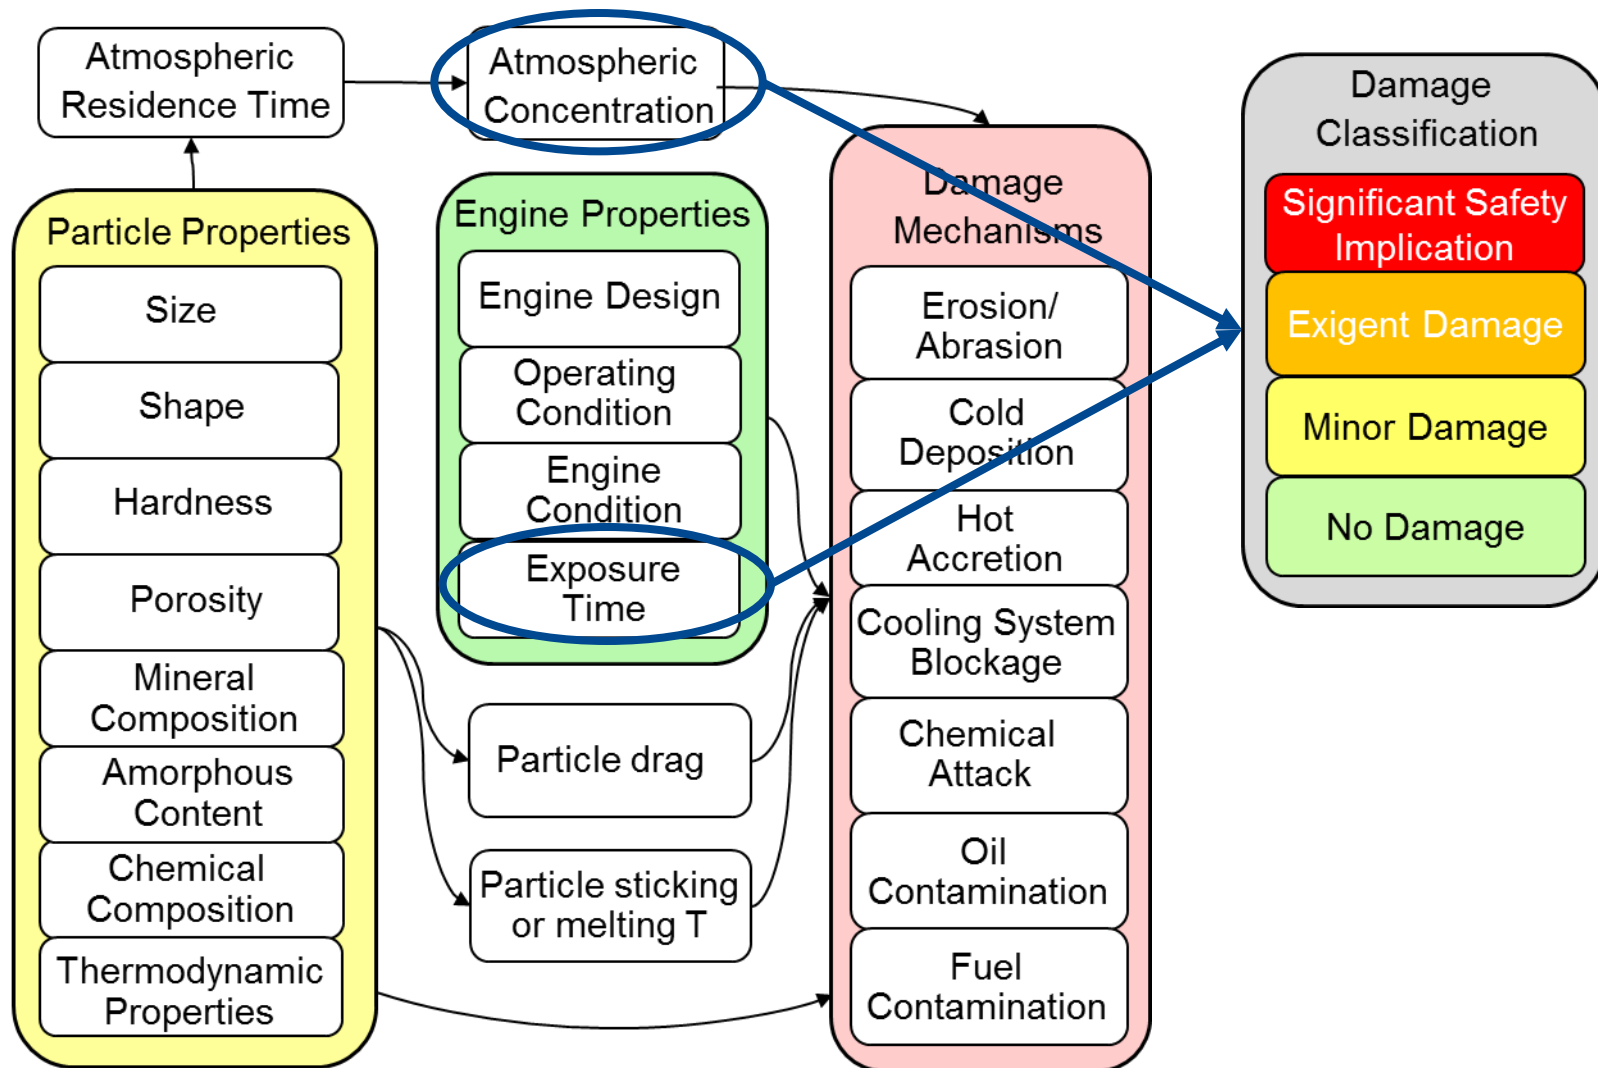 Atmospheric
Residence Time
Atmospheric
Concentration
Particle Properties
Size
Shape
Hardness
Porosity
Mineral
Composition
Amorphous
Content
Chemical
Composition
Thermodynamic
Properties
Engine Properties
Engine Design
Operating
Condition
Engine
Condition
Exposure
Time
Particle drag
Particle sticking
or melting T
Damage
Mechanisms
Erosion/
Abrasion
Cold
Deposition
Hot
Accretion
Cooling System
Blockage
Chemical
Attack
Oil
Contamination
Fuel
Contamination
Damage
Classification
Significant Safety
Implication
Exigent Damage
Minor Damage
No Damage